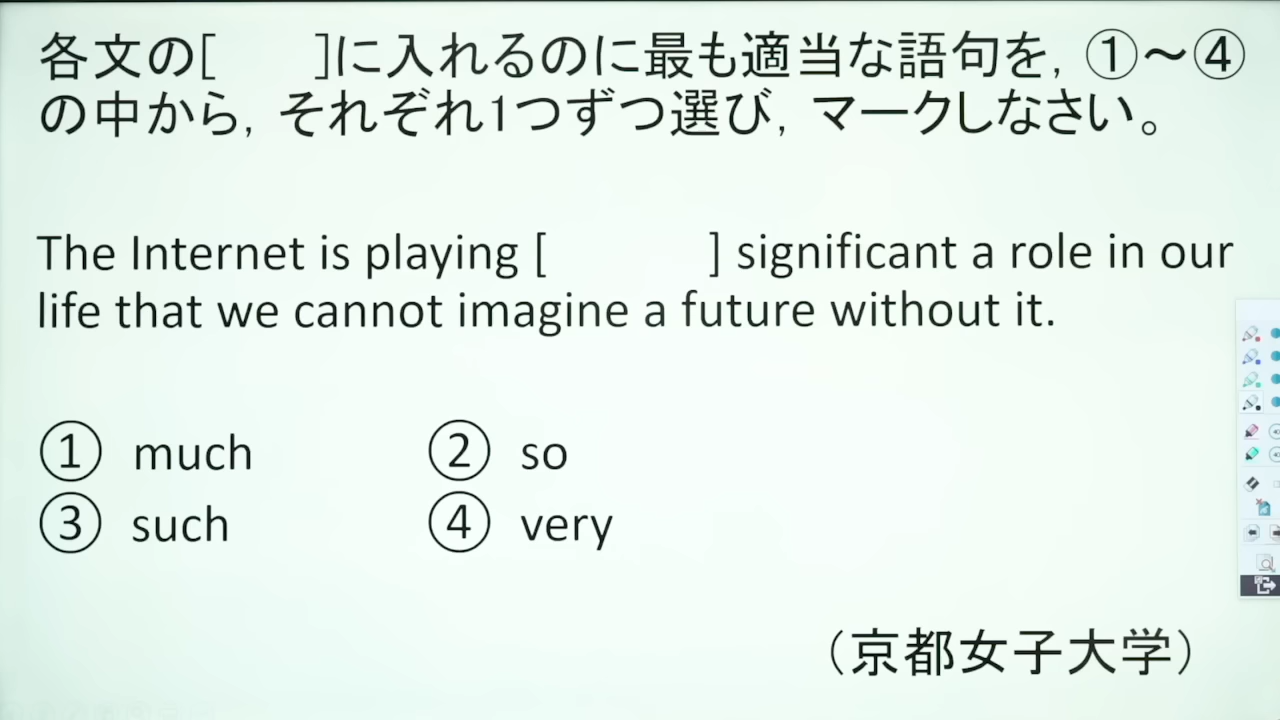 各文の[　　]に入れるのに最も適当な語句を，①～④
の中から，それぞれ1つずつ選び，マークしなさい。
The Internet is playing [　　　] significant a role in our
life that we cannot imagine a future without it.
① much　② so
③ such　④ very
（京都女子大学）